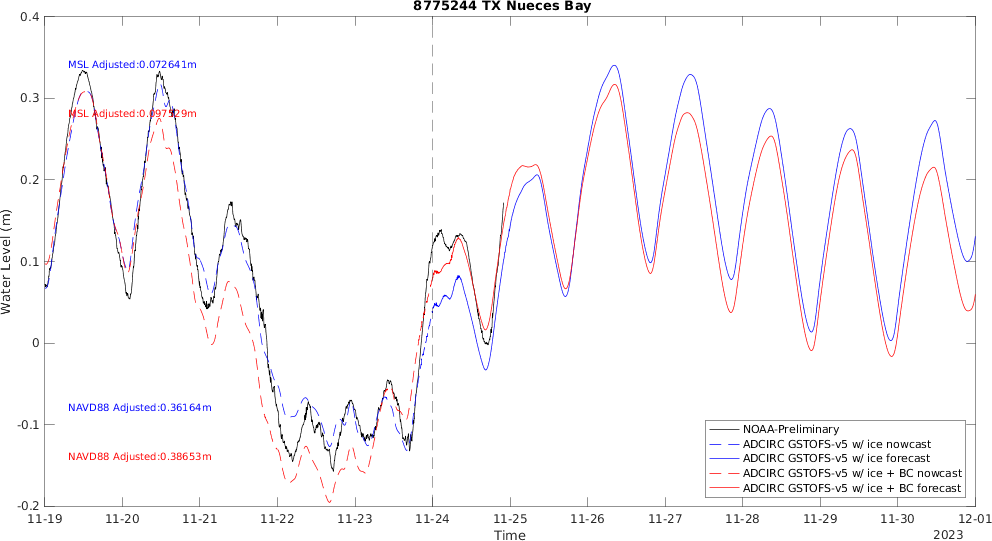 8775244 TX Nueces Bay
0.4
0.3
0.2
0.1
0
-0.1
-0.2
Water Level (m)
MSL Adjusted:0.072641m
MSL Adjusted:0.097529m
NAVD88 Adjusted:0.36164m
NAVD88 Adjusted:0.38653m
NOAA-Preliminary
ADCIRC GSTOFS-v5 w/ ice nowcast
ADCIRC GSTOFS-v5 w/ ice forecast
ADCIRC GSTOFS-v5 w/ ice + BC nowcast
ADCIRC GSTOFS-v5 w/ ice + BC forecast
11-19 11-20 11-21 11-22 11-23 11-24 11-25 11-26 11-27 11-28 11-29 11-30 12-01
Time
2023